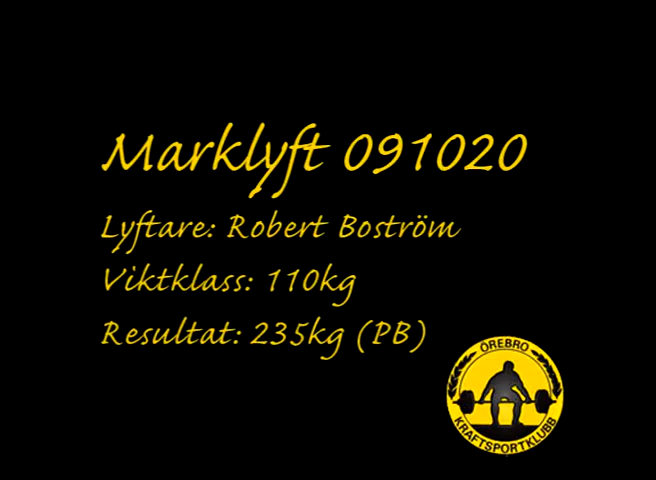 Marklyft 091020
Lyftare: Robert Boström
Viktklass: 110kg
Resultat: 235kg (PB)
ÖREBRO
KRAFTSPORTKLUBB